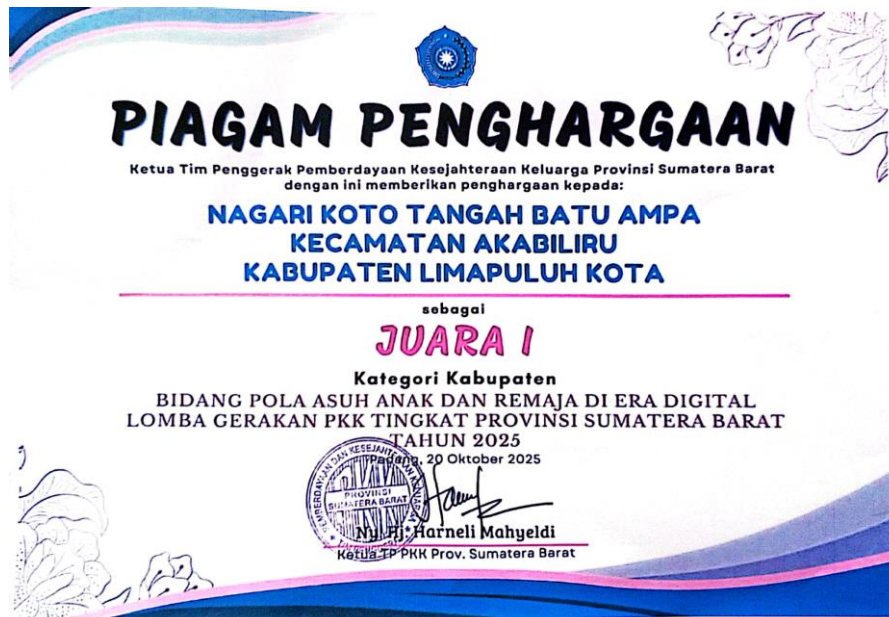 PIAGAM PENGHARGAAN
Ketua Tim Penggerak Pemberdayaan Kesejahteraan Keluarga Provinsi Sumatera Barat
dengan ini memberikan penghargaan kepada:
NAGARI KOTO TANGAH BATU AMPA
KECAMATAN AKABILIRU
KABUPATEN LIMAPULUH KOTA
sebagai
JUARA I
Kategori Kabupaten
BIDANG POLA ASUH ANAK DAN REMAJA DI ERA DIGITAL
LOMBA GERAKAN PKK TINGKAT PROVINSI SUMATERA BARAT
TAHUN 2025
Padang, 20 Oktober 2025
PROVINSI
SUMATERA BARAT
Ny. Hj. Harneli Mahyeldi
Ketua TP PKK Prov. Sumatera Barat